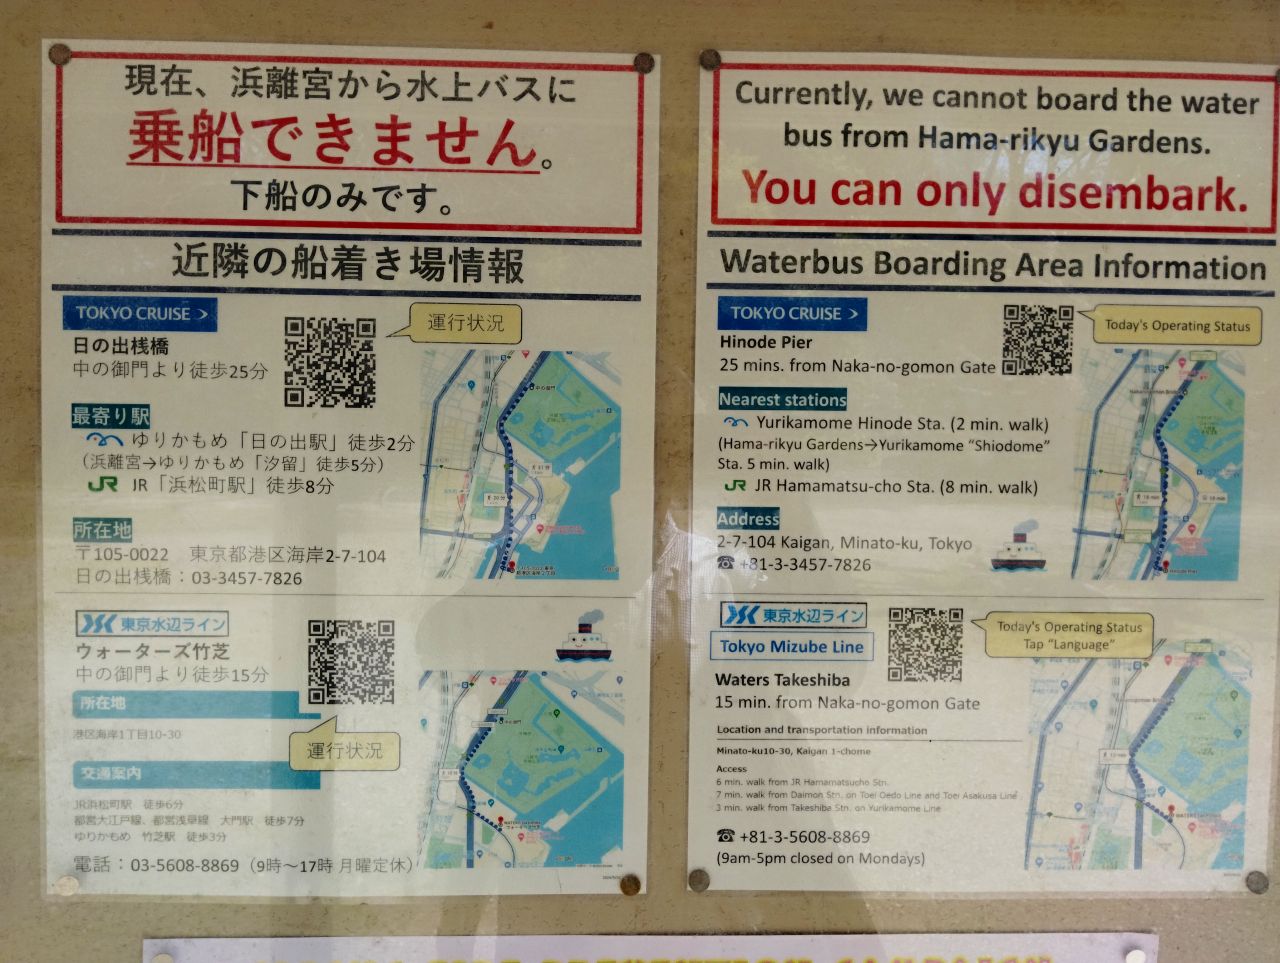 現在、浜離宮から水上バスに
乗船できません。
下船のみです。
近隣の船着き場情報
TOKYO CRUISE >
運行状況
日の出桟橋
中の御門より徒歩25分
最寄り駅
ゆりかもめ「日の出駅」徒歩2分
（浜離宮→ゆりかもめ「汐留」徒歩5分）
JR JR「浜松町駅」徒歩8分
所在地
〒105-0022 東京都港区海岸2-7-104
日の出桟橋：03-3457-7826
東京水辺ライン
ウォーターズ竹芝
中の御門より徒歩15分
所在地
運行状況
港区海岸1丁目10-30
交通案内
JR浜松町駅 徒歩6分
都営大江戸線、都営浅草線 大門駅 徒歩7分
ゆりかもめ 竹芝駅 徒歩3分
電話：03-5608-8869（9時～17時 月曜定休）
Currently, we cannot board the water
bus from Hama-rikyu Gardens.
You can only disembark.
Waterbus Boarding Area Information
TOKYO CRUISE >
Today's Operating Status
Hinode Pier
25 mins. from Naka-no-gomon Gate
Nearest stations
Yurikamome Hinode Sta. (2 min. walk)
(Hama-rikyu Gardens→Yurikamome “Shiodome”
Sta. 5 min. walk)
JR JR Hamamatsu-cho Sta. (8 min. walk)
Address
2-7-104 Kaigan, Minato-ku, Tokyo
☎ +81-3-3457-7826
東京水辺ライン
Tokyo Mizube Line
Today's Operating Status
Tap “Language”
Waters Takeshiba
15 min. from Naka-no-gomon Gate
Location and transportation information
Minato-ku10-30, Kaigan 1-chome
Access
6 min. walk from JR Hamamatsucho Stn.
7 min. walk from Daimon Stn. on Toei Oedo Line and Toei Asakusa Line
3 min. walk from Takeshiba Stn. on Yurikamome Line
☎ +81-3-5608-8869
(9am-5pm closed on Mondays)